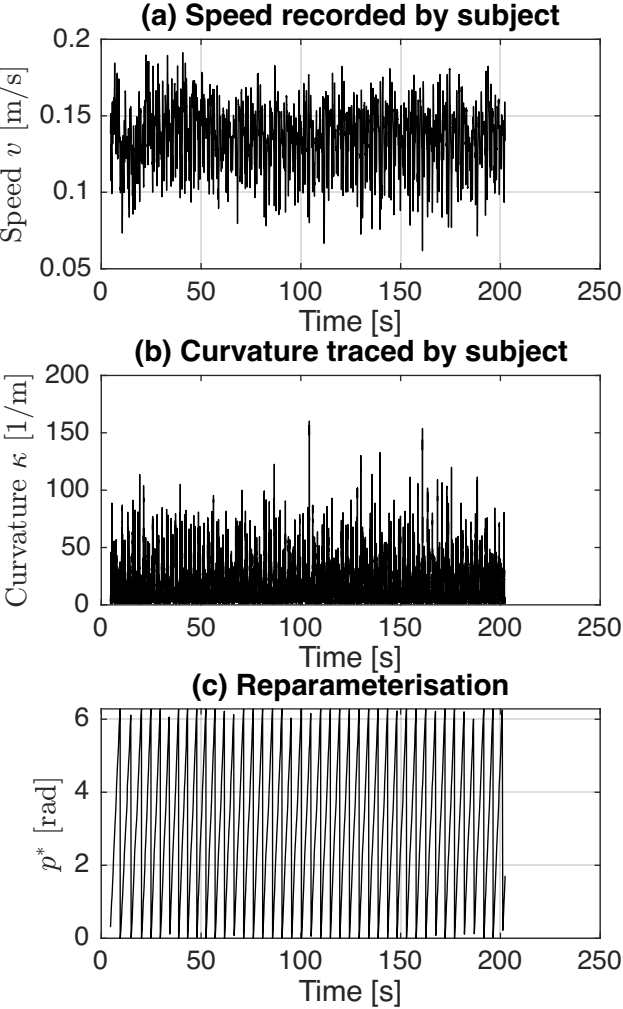 (a) Speed recorded by subject
0.2
0.15
0.1
0.05
Speed v [m/s]
0 50 100 150 200 250
Time [s]
(b) Curvature traced by subject
200
150
100
50
0
Curvature κ [1/m]
0 50 100 150 200 250
Time [s]
(c) Reparameterisation
6
4
2
0
p* [rad]
0 50 100 150 200 250
Time [s]